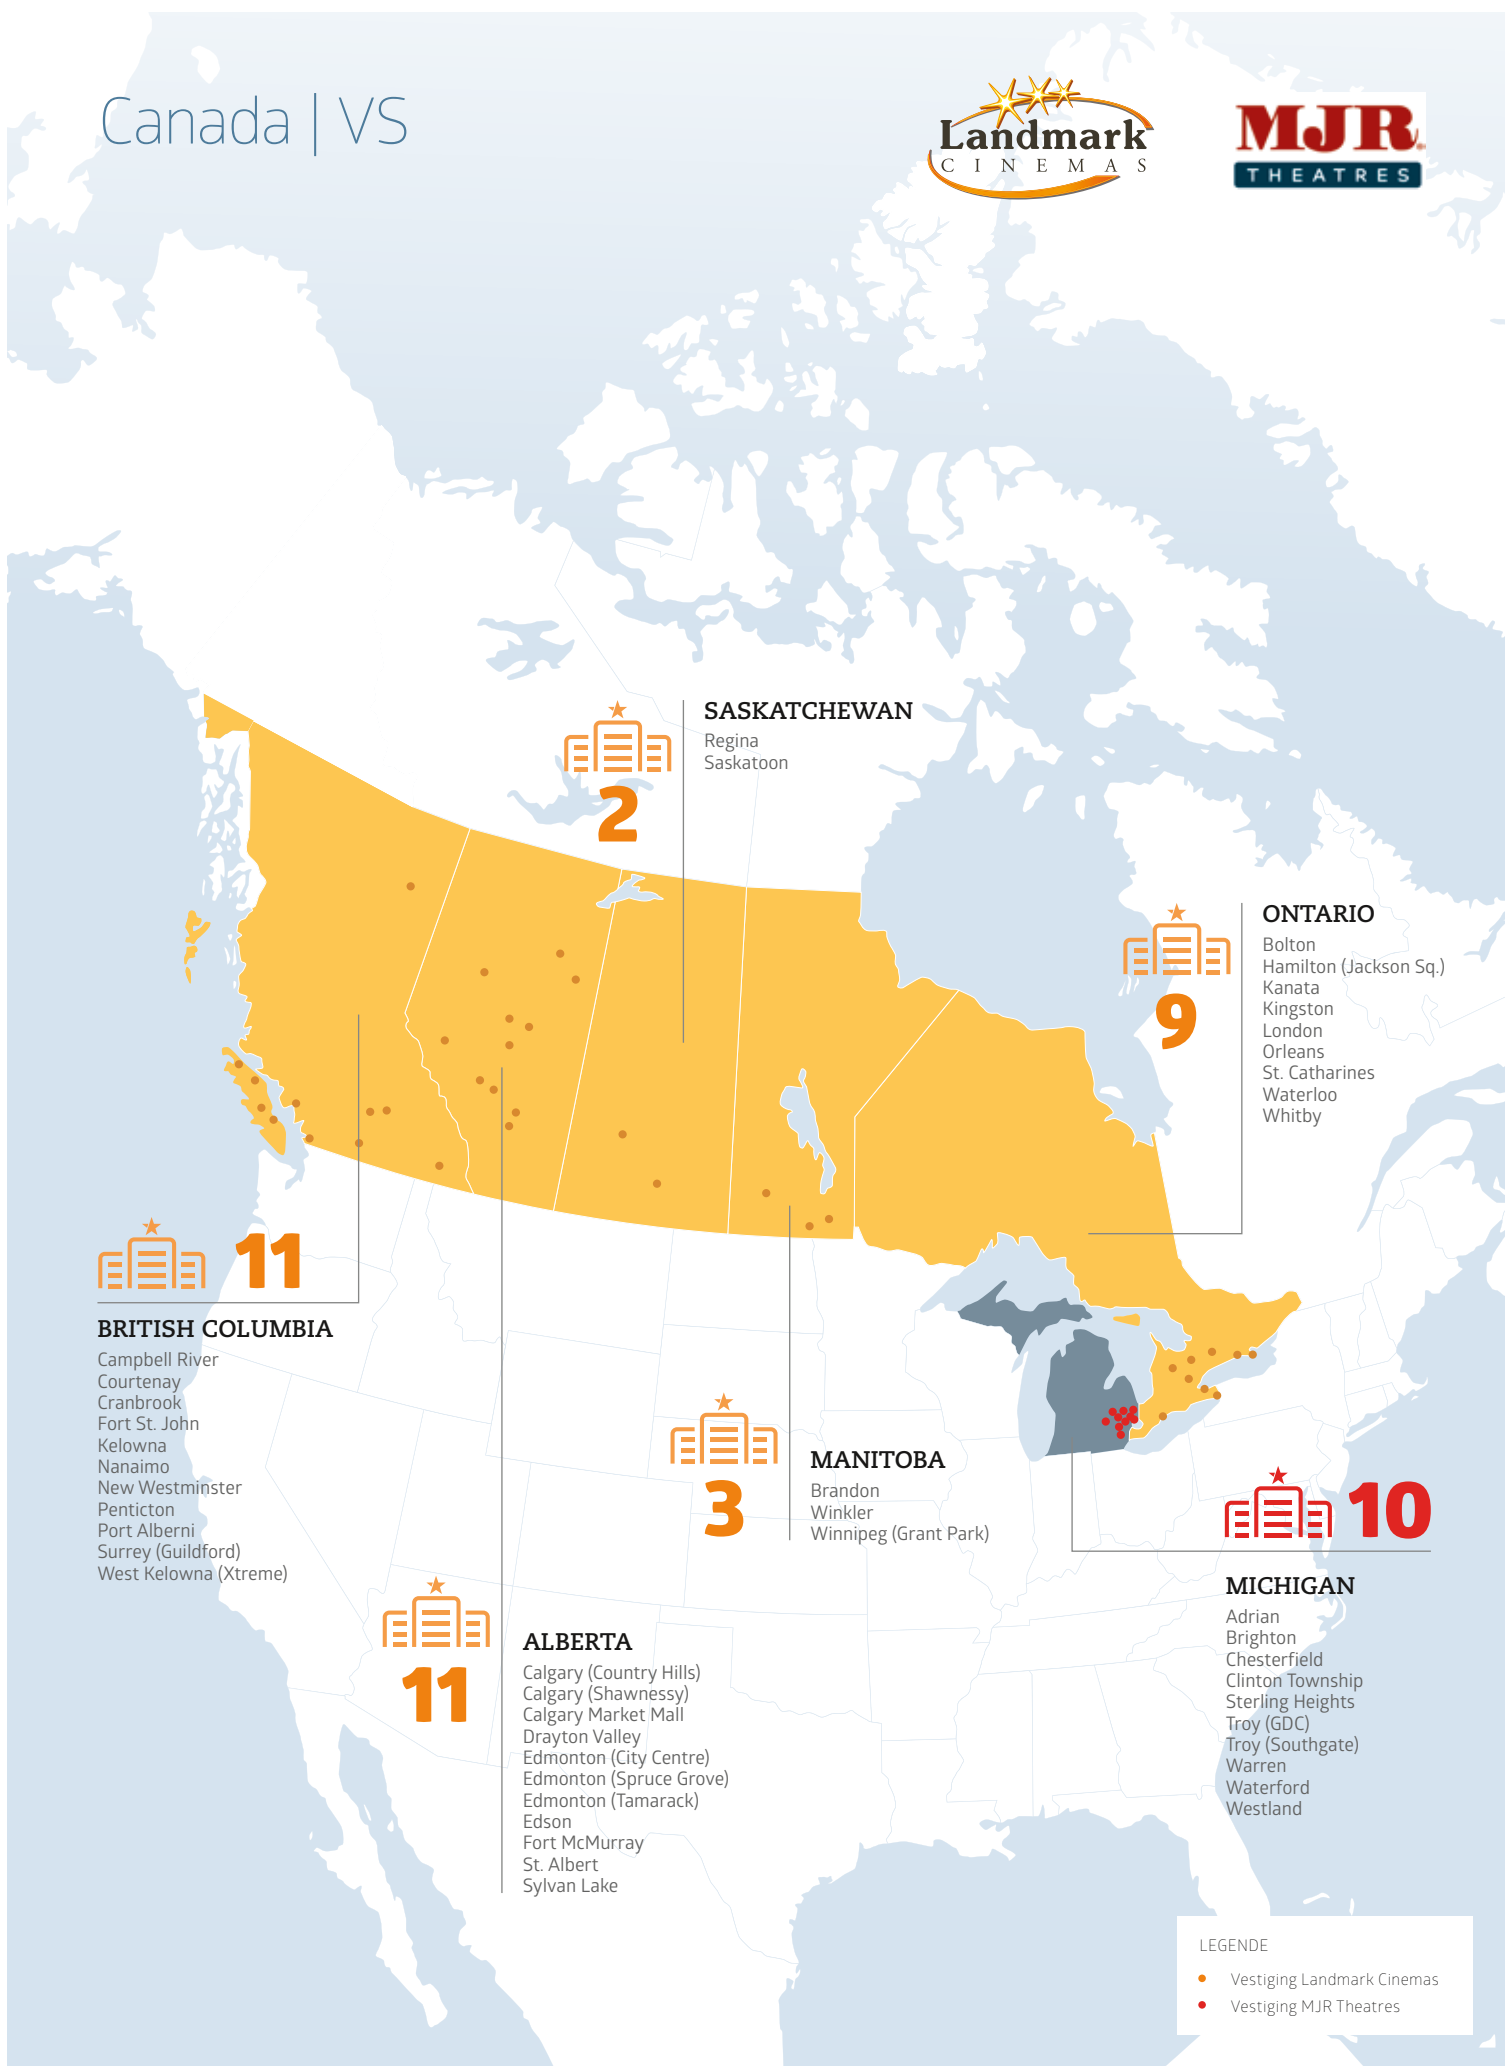 Canada | VS
Landmark
CINEMAS
MJR
THEATRES
2
SASKATCHEWAN
Regina
Saskatoon
9
ONTARIO
Bolton
Hamilton (Jackson Sq.)
Kanata
Kingston
London
Orleans
St. Catharines
Waterloo
Whitby
11
BRITISH COLUMBIA
Campbell River
Courtenay
Cranbrook
Fort St. John
Kelowna
Nanaimo
New Westminster
Penticton
Port Alberni
Surrey (Guildford)
West Kelowna (Xtreme)
3
MANITOBA
Brandon
Winkler
Winnipeg (Grant Park)
10
MICHIGAN
Adrian
Brighton
Chesterfield
Clinton Township
Sterling Heights
Troy (GDC)
Troy (Southgate)
Warren
Waterford
Westland
11
ALBERTA
Calgary (Country Hills)
Calgary (Shawnessy)
Calgary Market Mall
Drayton Valley
Edmonton (City Centre)
Edmonton (Spruce Grove)
Edmonton (Tamarack)
Edson
Fort McMurray
St. Albert
Sylvan Lake
LEGENDE
Vestiging Landmark Cinemas
Vestiging MJR Theatres